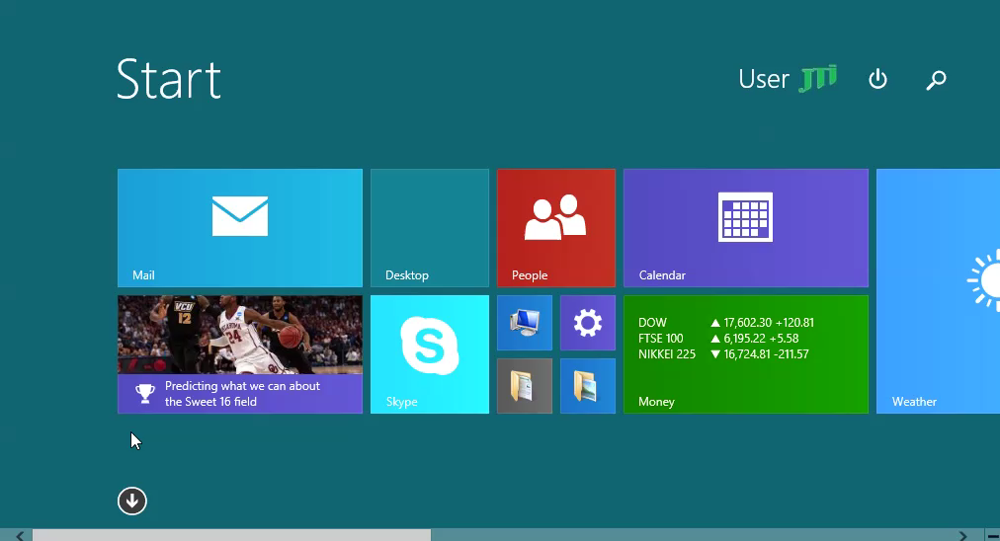 Start
User JTI
Mail
Desktop
People
Calendar
VCU
12
24
Predicting what we can about
the Sweet 16 field
S
Skype
DOW ▲ 17,602.30 +120.81
FTSE 100 ▲ 6,195.22 +5.58
NIKKEI 225 ▼ 16,724.81 -211.57
Money
Weather